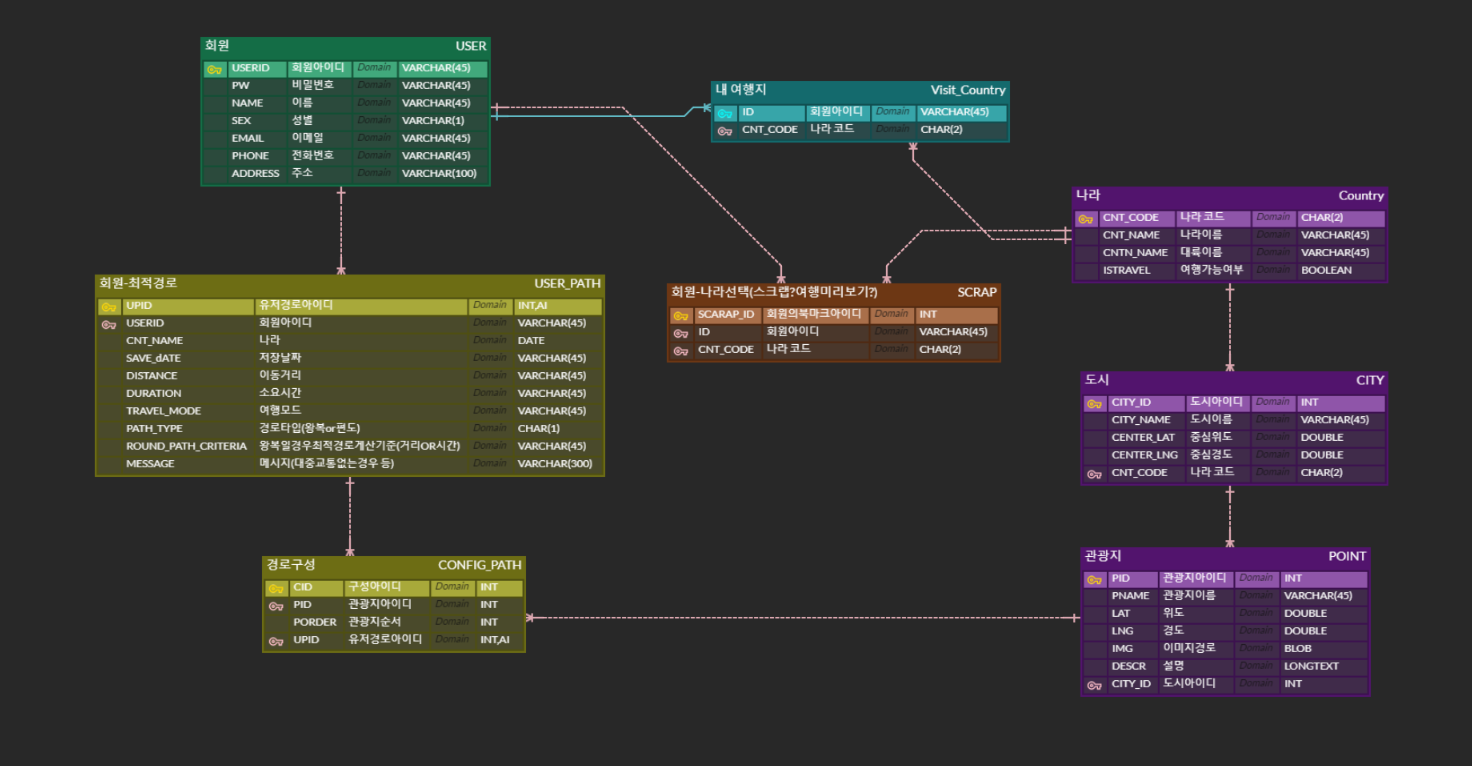 회원 USER
USERID 회원아이디 Domain VARCHAR(45)
PW 비밀번호 Domain VARCHAR(45)
NAME 이름 Domain VARCHAR(45)
SEX 성별 Domain VARCHAR(1)
EMAIL 이메일 Domain VARCHAR(45)
PHONE 전화번호 Domain VARCHAR(45)
ADDRESS 주소 Domain VARCHAR(100)
내 여행지 Visit_Country
ID 회원아이디 Domain VARCHAR(45)
CNT_CODE 나라 코드 Domain CHAR(2)
나라 Country
CNT_CODE 나라 코드 Domain CHAR(2)
CNT_NAME 나라이름 Domain VARCHAR(45)
CNTN_NAME 대륙이름 Domain VARCHAR(45)
ISTRAVEL 여행가능여부 Domain BOOLEAN
회원-최적경로 USER_PATH
UPID 유저경로아이디 Domain INT,AI
USERID 회원아이디 Domain VARCHAR(45)
CNT_NAME 나라 Domain DATE
SAVE_dATE 저장날짜 Domain VARCHAR(45)
DISTANCE 이동거리 Domain VARCHAR(45)
DURATION 소요시간 Domain VARCHAR(45)
TRAVEL_MODE 여행모드 Domain VARCHAR(45)
PATH_TYPE 경로타입(왕복or편도) Domain CHAR(1)
ROUND_PATH_CRITERIA 왕복일경우최적경로계산기준(거리OR시간) Domain VARCHAR(45)
MESSAGE 메시지(대중교통없는경우 등) Domain VARCHAR(300)
회원-나라선택(스크랩?여행미리보기?) SCRAP
SCARAP_ID 회원의북마크아이디 Domain INT
ID 회원아이디 Domain VARCHAR(45)
CNT_CODE 나라 코드 Domain CHAR(2)
도시 CITY
CITY_ID 도시아이디 Domain INT
CITY_NAME 도시이름 Domain VARCHAR(45)
CENTER_LAT 중심위도 Domain DOUBLE
CENTER_LNG 중심경도 Domain DOUBLE
CNT_CODE 나라 코드 Domain CHAR(2)
경로구성 CONFIG_PATH
CID 구성아이디 Domain INT
PID 관광지아이디 Domain INT
PORDER 관광지순서 Domain INT
UPID 유저경로아이디 Domain INT,AI
관광지 POINT
PID 관광지아이디 Domain INT
PNAME 관광지이름 Domain VARCHAR(45)
LAT 위도 Domain DOUBLE
LNG 경도 Domain DOUBLE
IMG 이미지경로 Domain BLOB
DESCR 설명 Domain LONGTEXT
CITY_ID 도시아이디 Domain INT